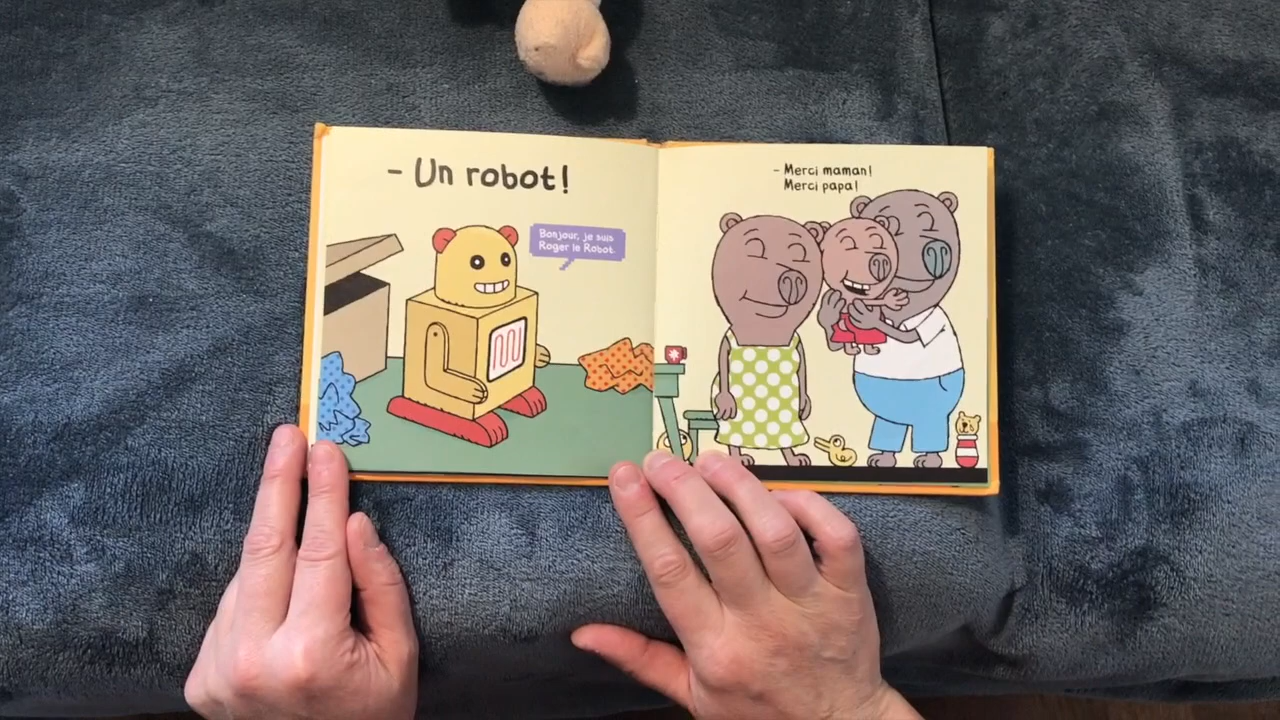 - Un robot!
Bonjour, je suis
Roger le Robot.
- Merci maman!
Merci papa!